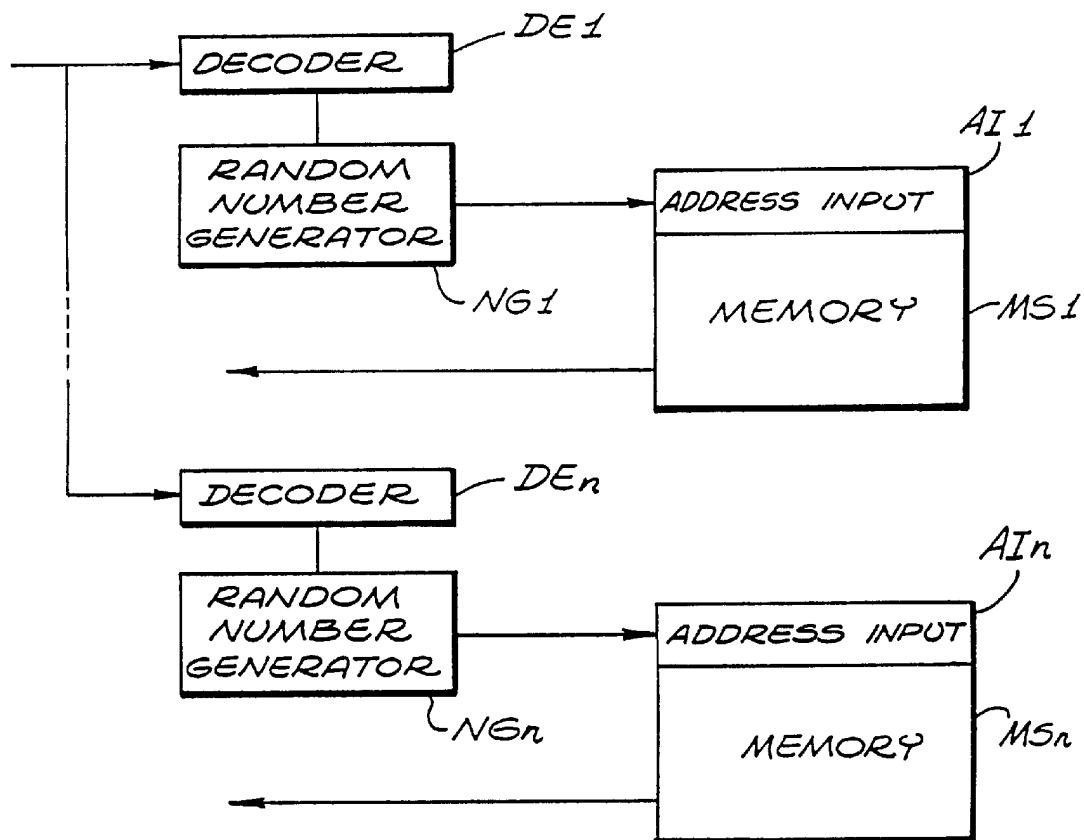 DE1
DECODER
AI1
RANDOM
NUMBER
GENERATOR
ADDRESS INPUT
NG1
MEMORY
MS1
DECODER
DEn
AIn
RANDOM
NUMBER
GENERATOR
ADDRESS INPUT
NGn
MEMORY
MSn